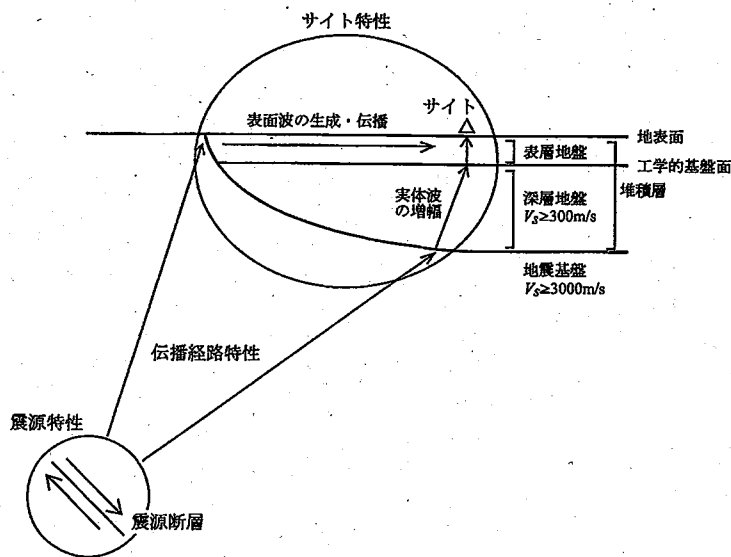 サイト特性
サイト
表面波の生成・伝播
地表面
表層地盤
工学的基盤面
堆積層
実体波
の増幅
深層地盤
Vs≥300m/s
地震基盤
Vs≥3000m/s
伝播経路特性
震源特性
震源断層